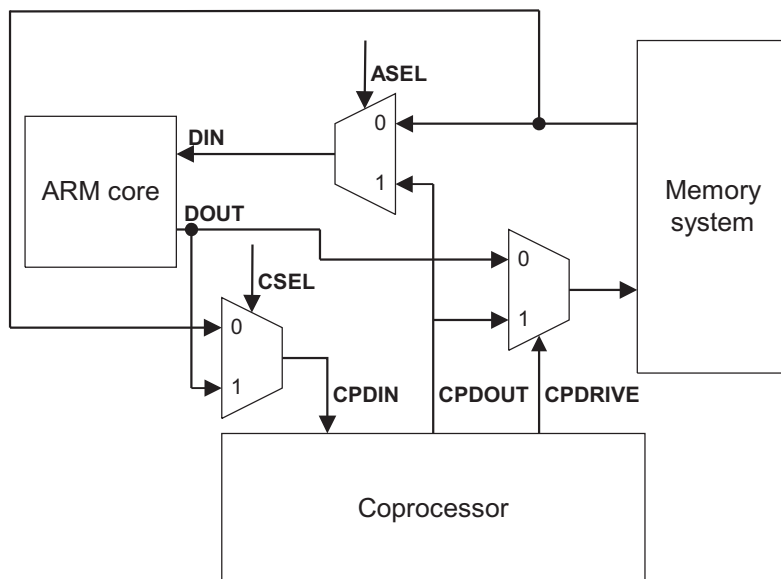 ASEL
0
DIN
ARM core
1
Memory
system
DOUT
0
CSEL
0
1
1
CPDIN
CPDOUT
CPDRIVE
Coprocessor